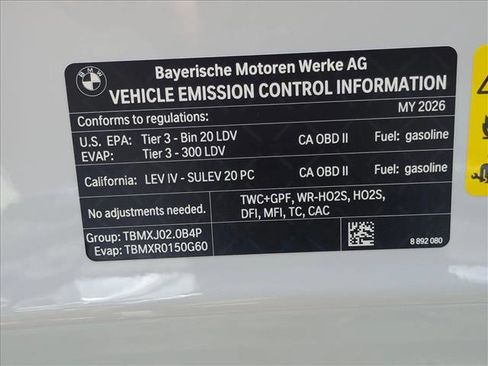 BMW
Bayerische Motoren Werke AG
VEHICLE EMISSION CONTROL INFORMATION
Conforms to regulations: MY 2026
U.S. EPA: Tier 3 - Bin 20 LDV CA OBD II Fuel: gasoline
EVAP: Tier 3 - 300 LDV
California: LEV IV - SULEV 20 PC CA OBD II Fuel: gasoline
No adjustments needed. TWC+GPF, WR-HO2S, HO2S,
DFI, MFI, TC, CAC
Group: TBMXJ02.0B4P
Evap: TBMXR0150G60
8 892 080